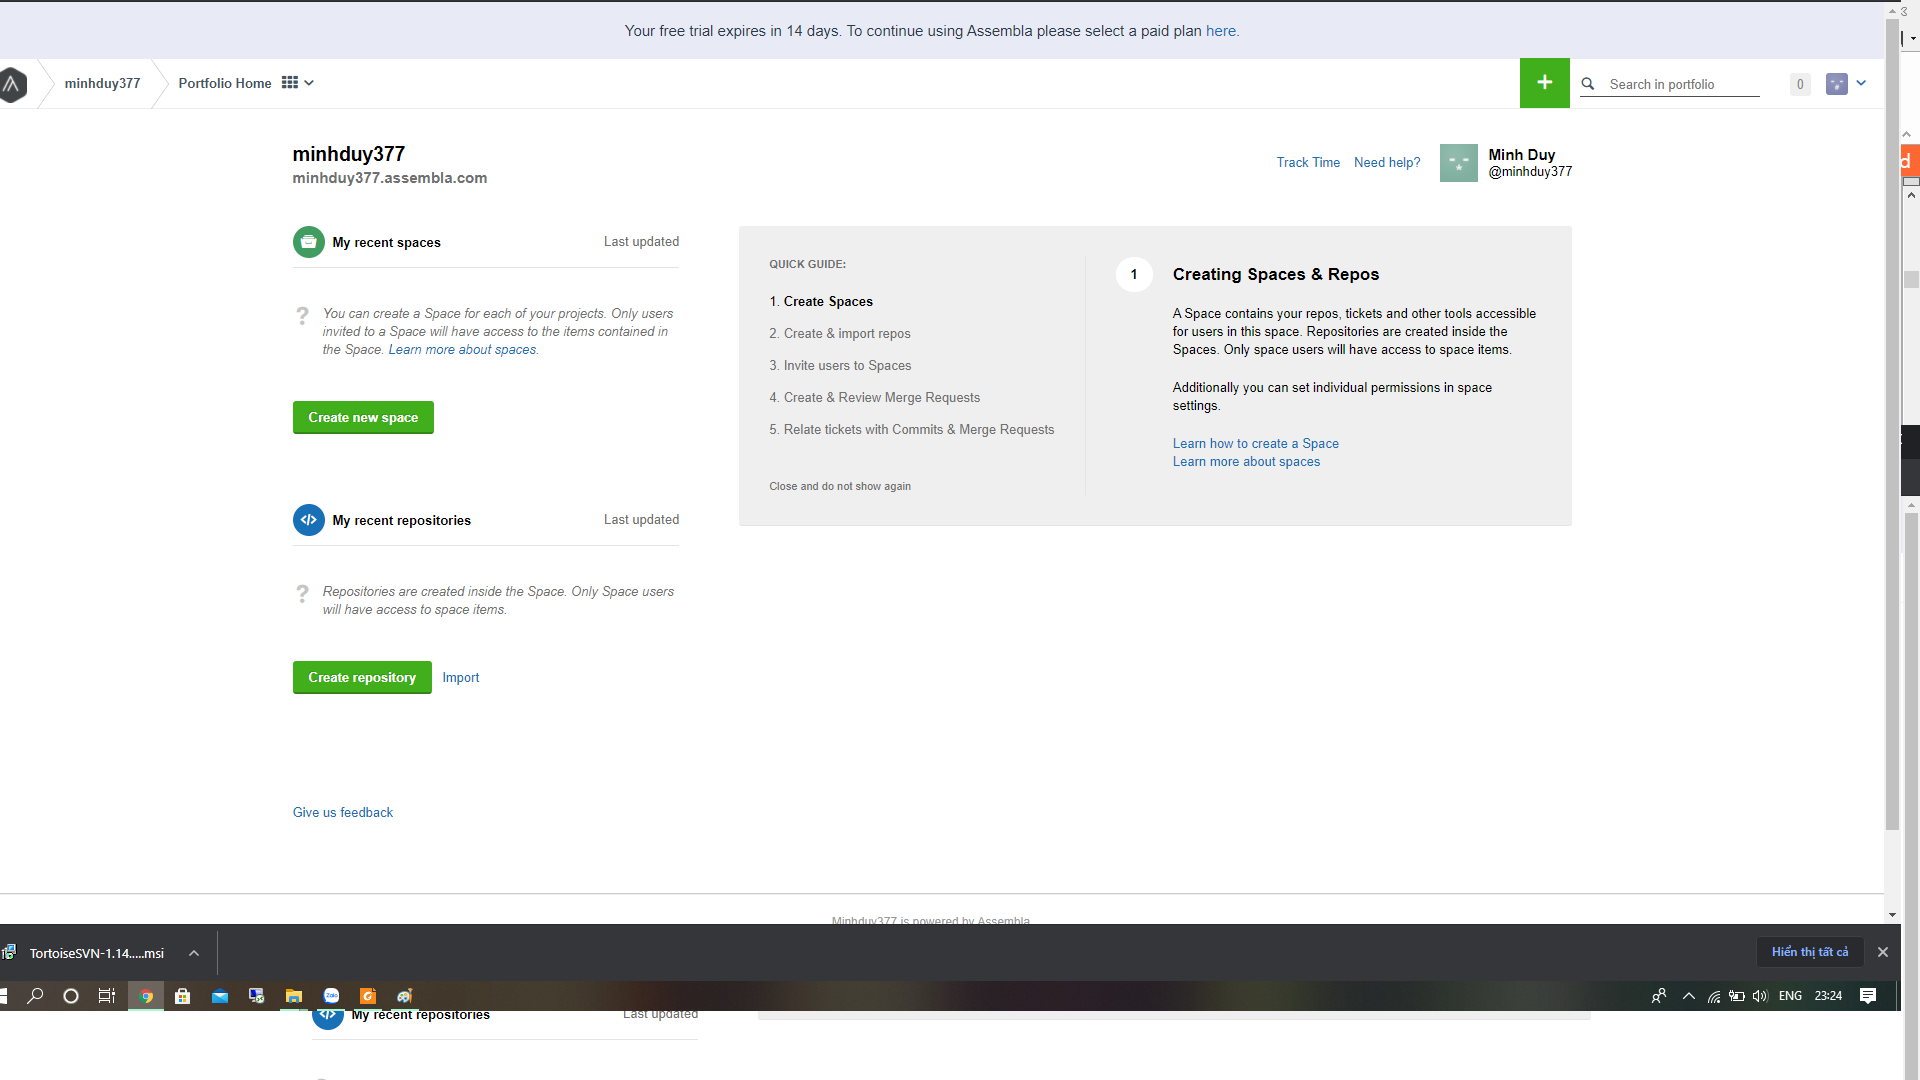 Your free trial expires in 14 days. To continue using Assembla please select a paid plan here.
minhduy377
Portfolio Home
+
Search in portfolio
0
minhduy377
minhduy377.assembla.com
Track Time
Need help?
Minh Duy
@minhduy377
My recent spaces
Last updated
? You can create a Space for each of your projects. Only users
invited to a Space will have access to the items contained in
the Space. Learn more about spaces.
Create new space
My recent repositories
Last updated
? Repositories are created inside the Space. Only Space users
will have access to space items.
Create repository
Import
Give us feedback
QUICK GUIDE:
1. Create Spaces
2. Create & import repos
3. Invite users to Spaces
4. Create & Review Merge Requests
5. Relate tickets with Commits & Merge Requests
Close and do not show again
1
Creating Spaces & Repos
A Space contains your repos, tickets and other tools accessible
for users in this space. Repositories are created inside the
Spaces. Only space users will have access to space items.
Additionally you can set individual permissions in space
settings.
Learn how to create a Space
Learn more about spaces
d
Minhduy377 is powered by Assembla
TortoiseSVN-1.14.....msi
Hiển thị tất cả
Zalo
ENG
23:24
My recent repositories
Last updated